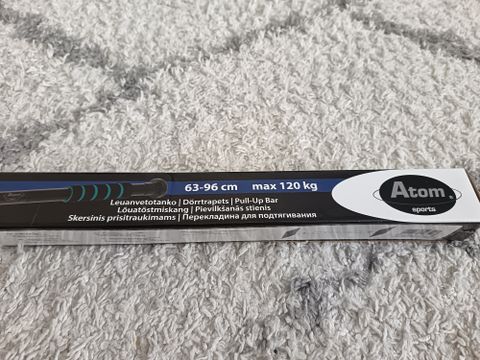 63-96 cm max 120 kg
Leuanvetotanko | Dörrtrapets | Pull-Up Bar
Lõuatõstmiskang | Pievilkšanās stienis
Skersinis prisitraukimams | Перекладина для подтягивания
Atom
sports